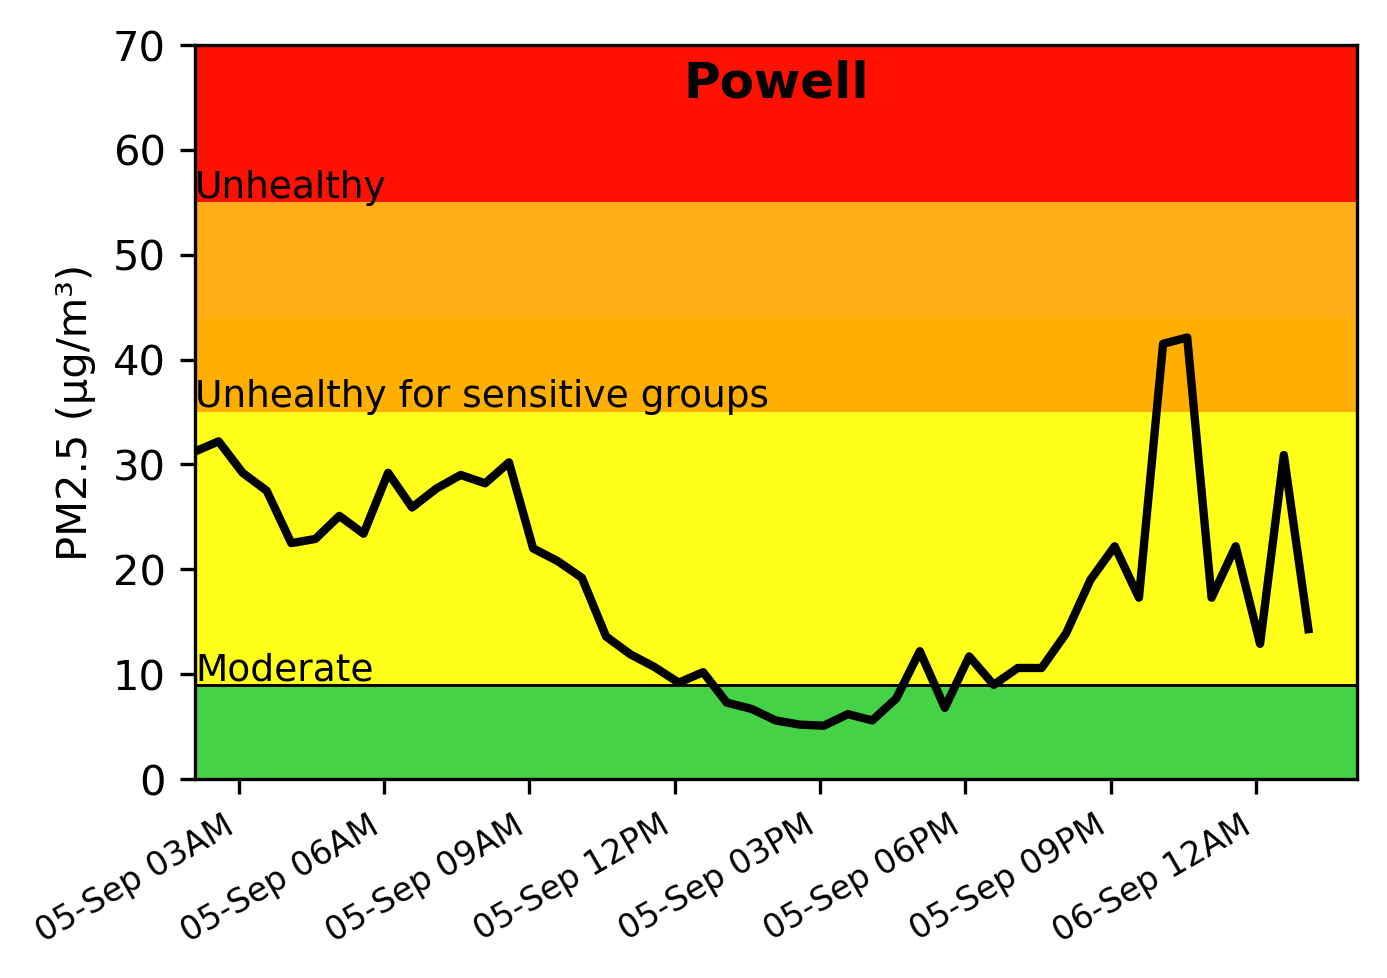 Powell
70
60
50
40
30
20
10
0
PM2.5 (µg/m³)
Unhealthy
Unhealthy for sensitive groups
Moderate
05-Sep 03AM
05-Sep 06AM
05-Sep 09AM
05-Sep 12PM
05-Sep 03PM
05-Sep 06PM
05-Sep 09PM
06-Sep 12AM